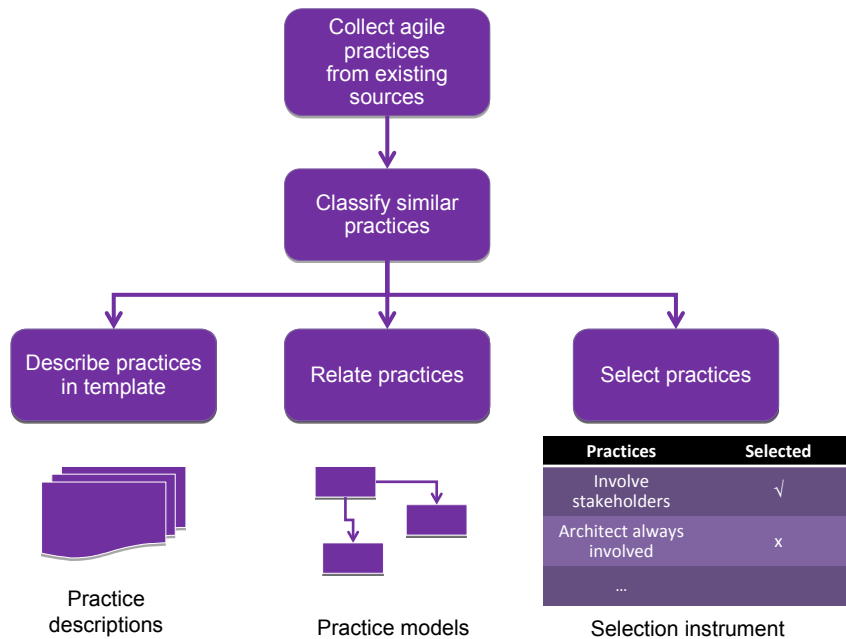 Collect agile
practices
from existing
sources
Classify similar
practices
Describe practices
in template
Relate practices
Select practices
Practices Selected
Involve
stakeholders √
Architect always
involved x
...
Practice
descriptions
Practice models
Selection instrument